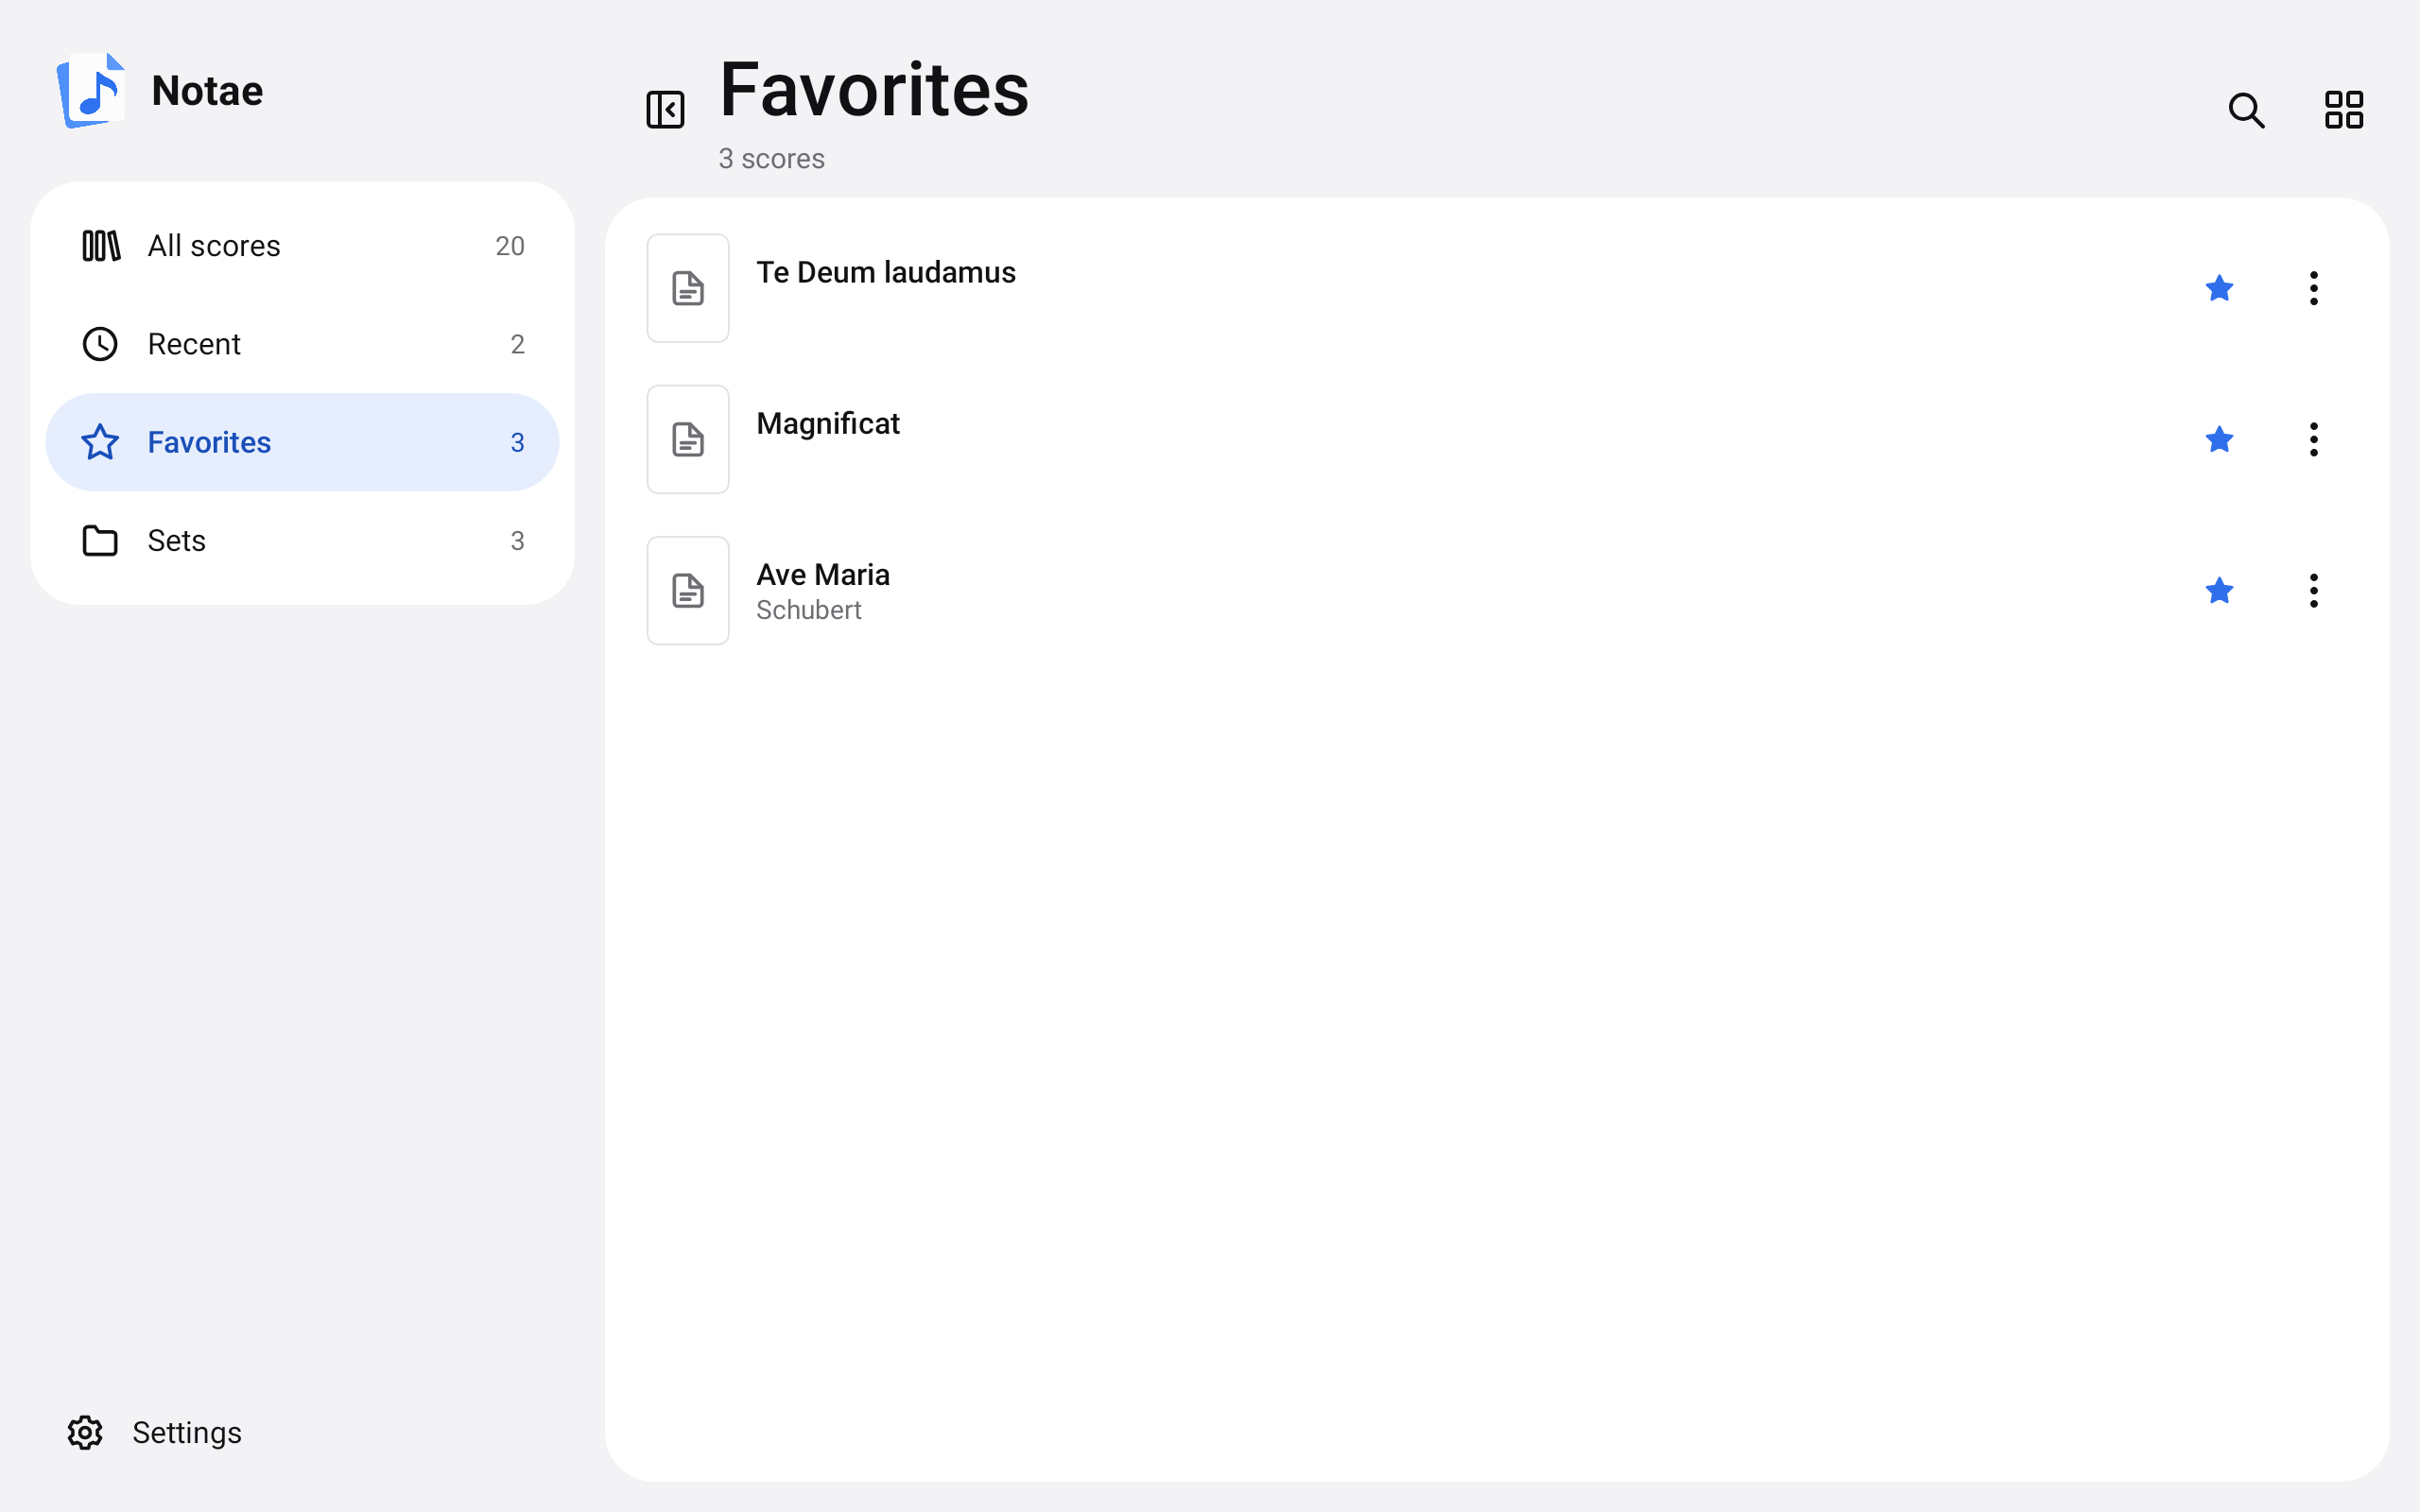 Notae
All scores 20
Recent 2
Favorites 3
Sets 3
Settings
Favorites
3 scores
Te Deum laudamus
Magnificat
Ave Maria
Schubert